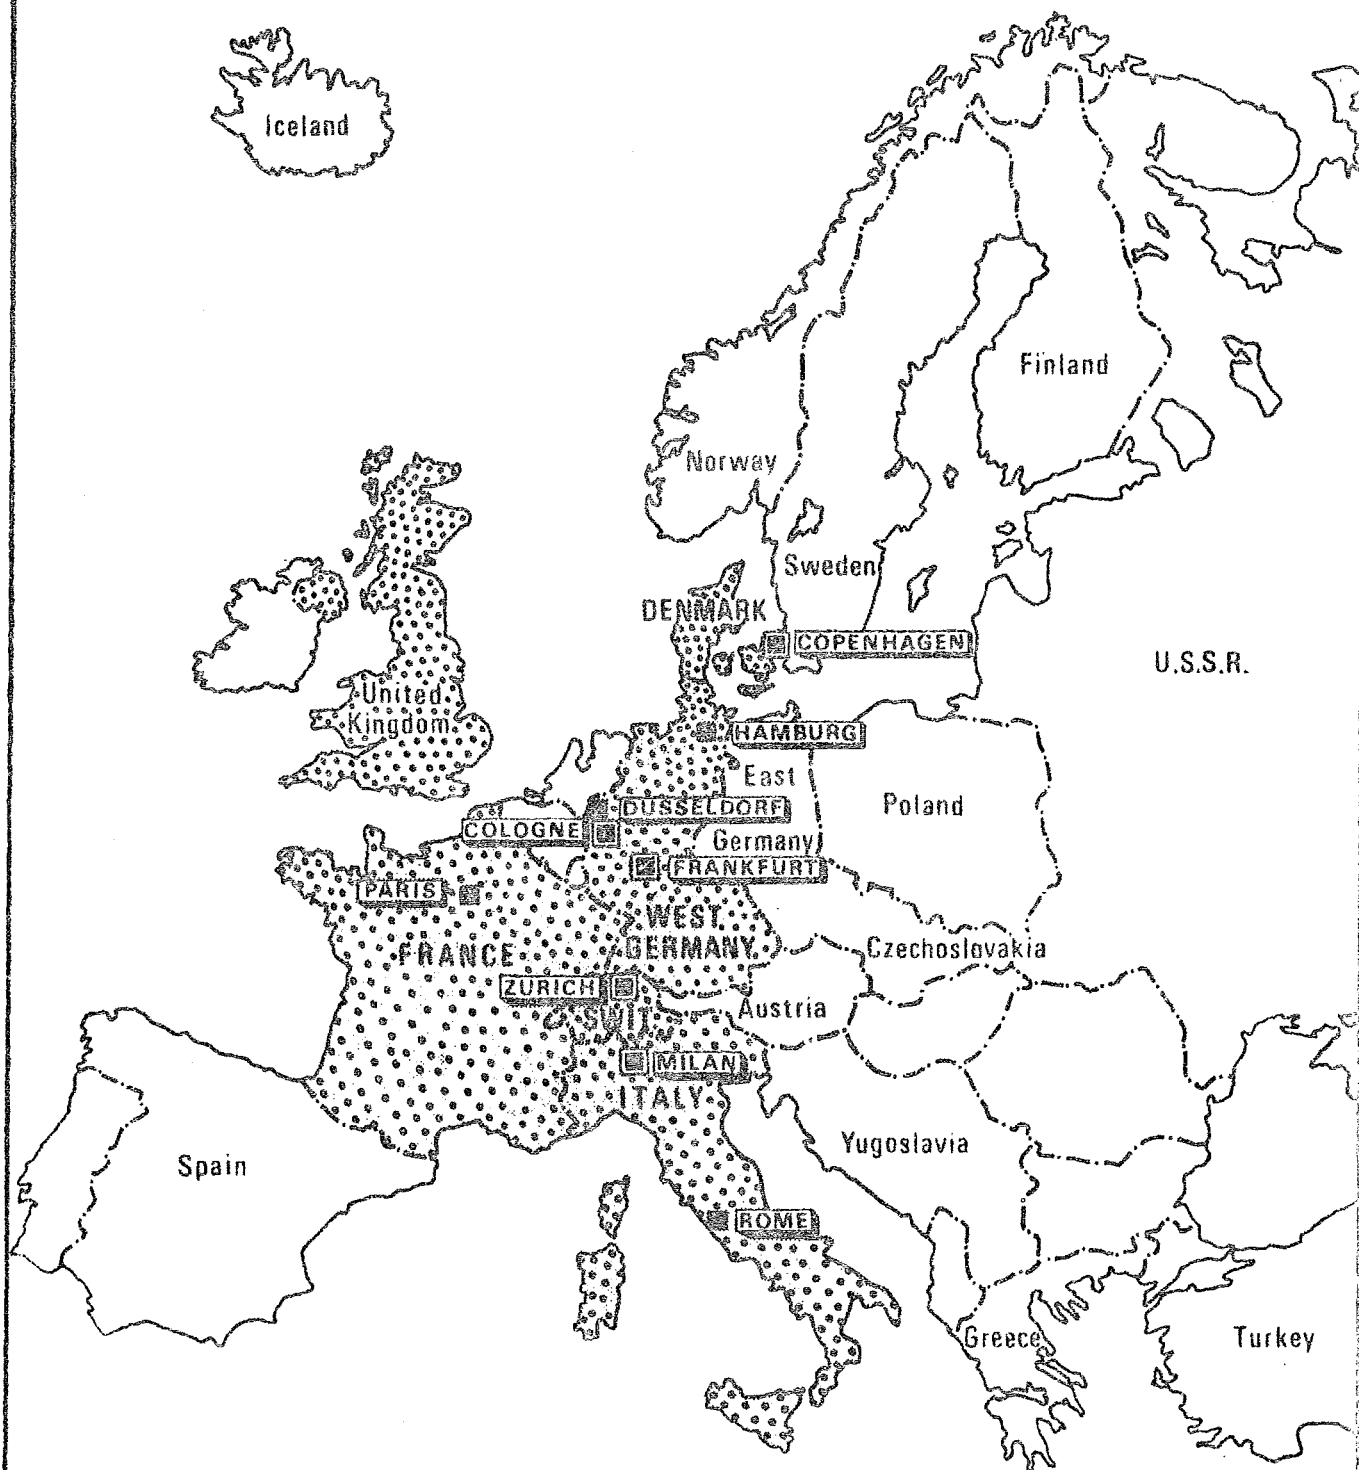 Iceland
Finland
Norway
Sweden
DENMARK
COPENHAGEN
U.S.S.R.
United
Kingdom
HAMBURG
East
Germany
DUSSELDORF
Poland
COLOGNE
FRANKFURT
PARIS
WEST
GERMANY
FRANCE
Czechoslovakia
ZURICH
Austria
SWIT.
MILAN
ITALY
Yugoslavia
Spain
ROME
Greece
Turkey